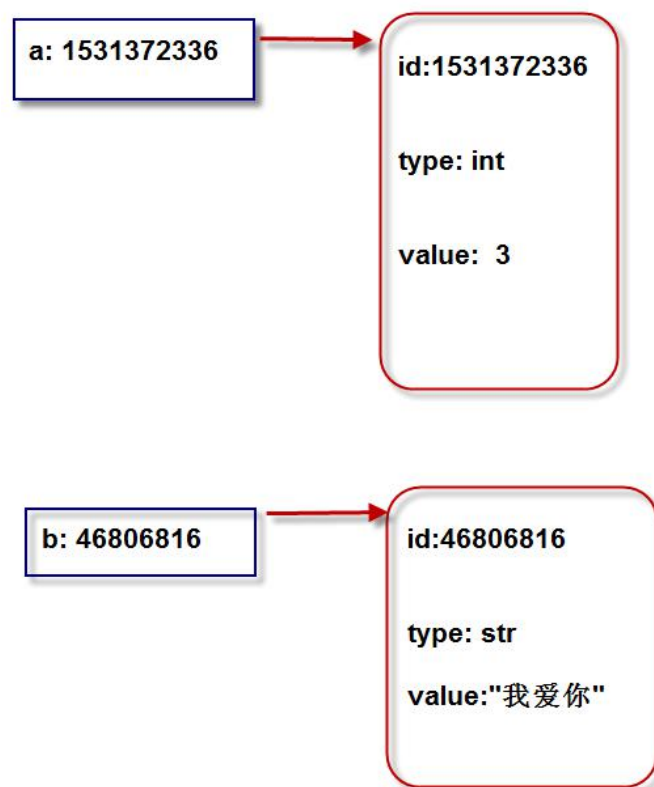 a: 1531372336
id:1531372336
type: int
value: 3
b: 46806816
id:46806816
type: str
value:"我爱你"